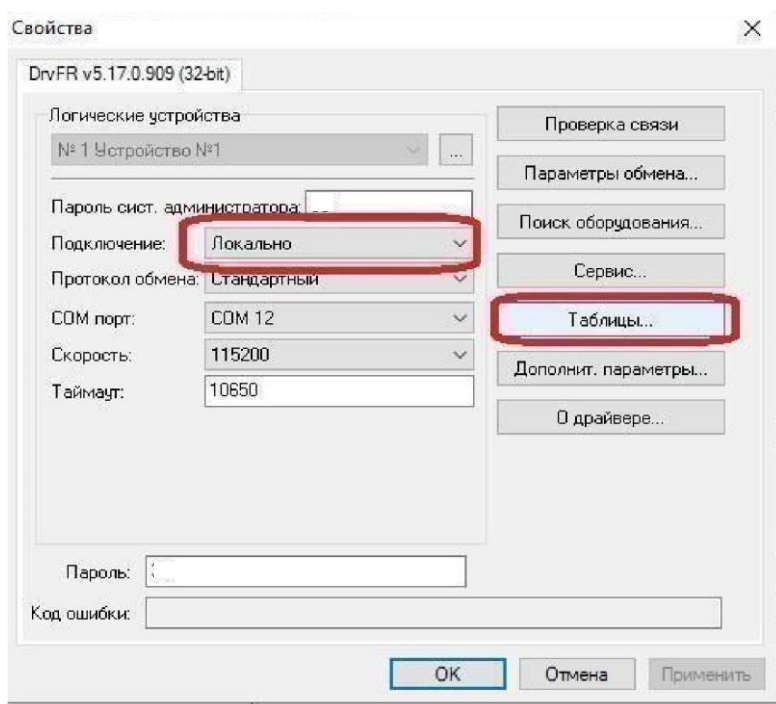 Свойства
DrvFR v5.17.0.909 (32-bit)
Логические устройства
№ 1 Устройство №1
...
Пароль сист. администратора:
Подключение: Локально
Протокол обмена: Стандартный
COM порт: COM 12
Скорость: 115200
Таймаут: 10650
Проверка связи
Параметры обмена...
Поиск оборудования...
Сервис...
Таблицы...
Дополнит. параметры...
О драйвере...
Пароль:
Код ошибки:
OK Отмена Применить